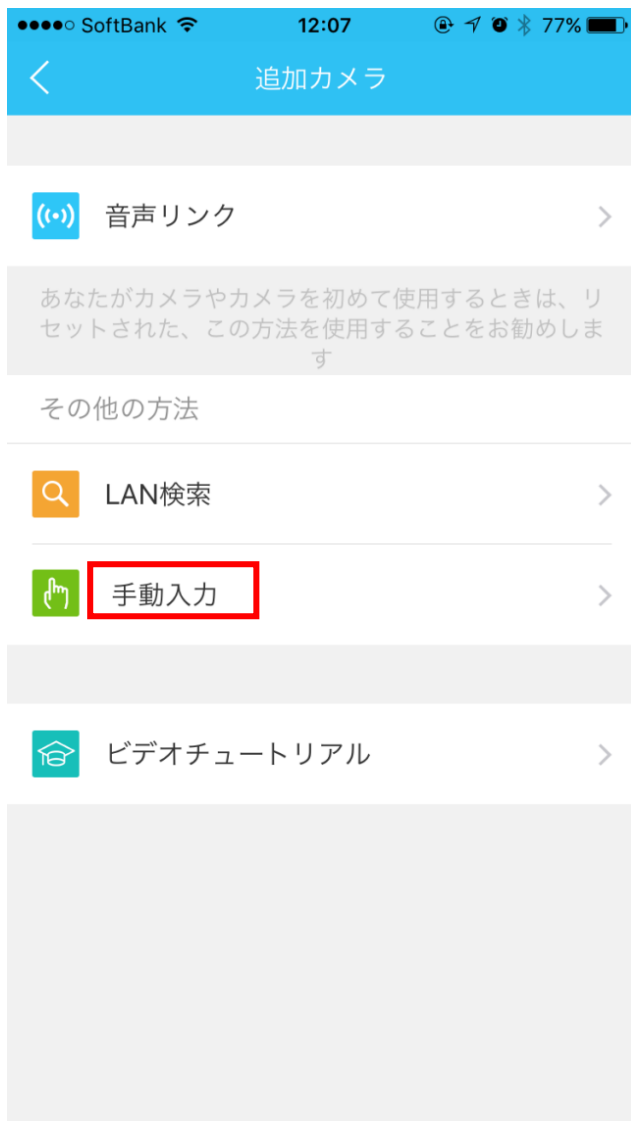 SoftBank 12:07 77%
追加カメラ
音声リンク
あなたがカメラやカメラを初めて使用するときは、リ
セットされた、この方法を使用することをお勧めしま
す
その他の方法
LAN検索
手動入力
ビデオチュートリアル